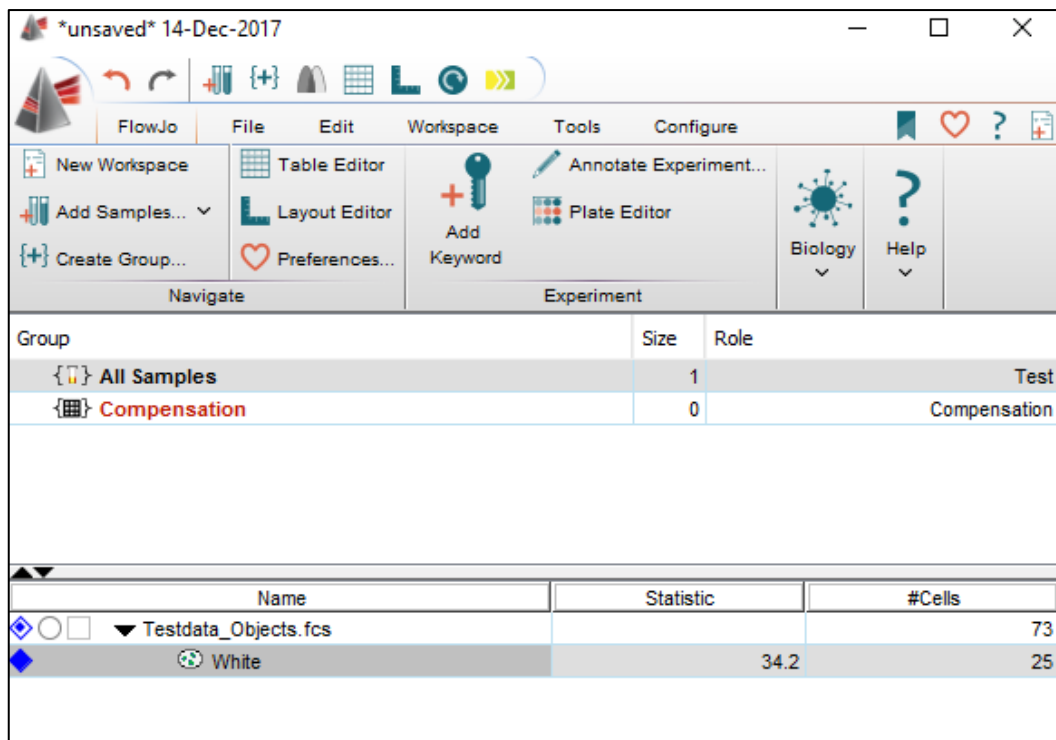 *unsaved* 14-Dec-2017
FlowJo File Edit Workspace Tools Configure
New Workspace
Add Samples...
Create Group...
Navigate
Table Editor
Layout Editor
Preferences...
Add
Keyword
Annotate Experiment...
Plate Editor
Experiment
Biology
Help
Group Size Role
{ } All Samples 1 Test
{ } Compensation 0 Compensation
Name Statistic #Cells
Testdata_Objects.fcs 73
White 34.2 25